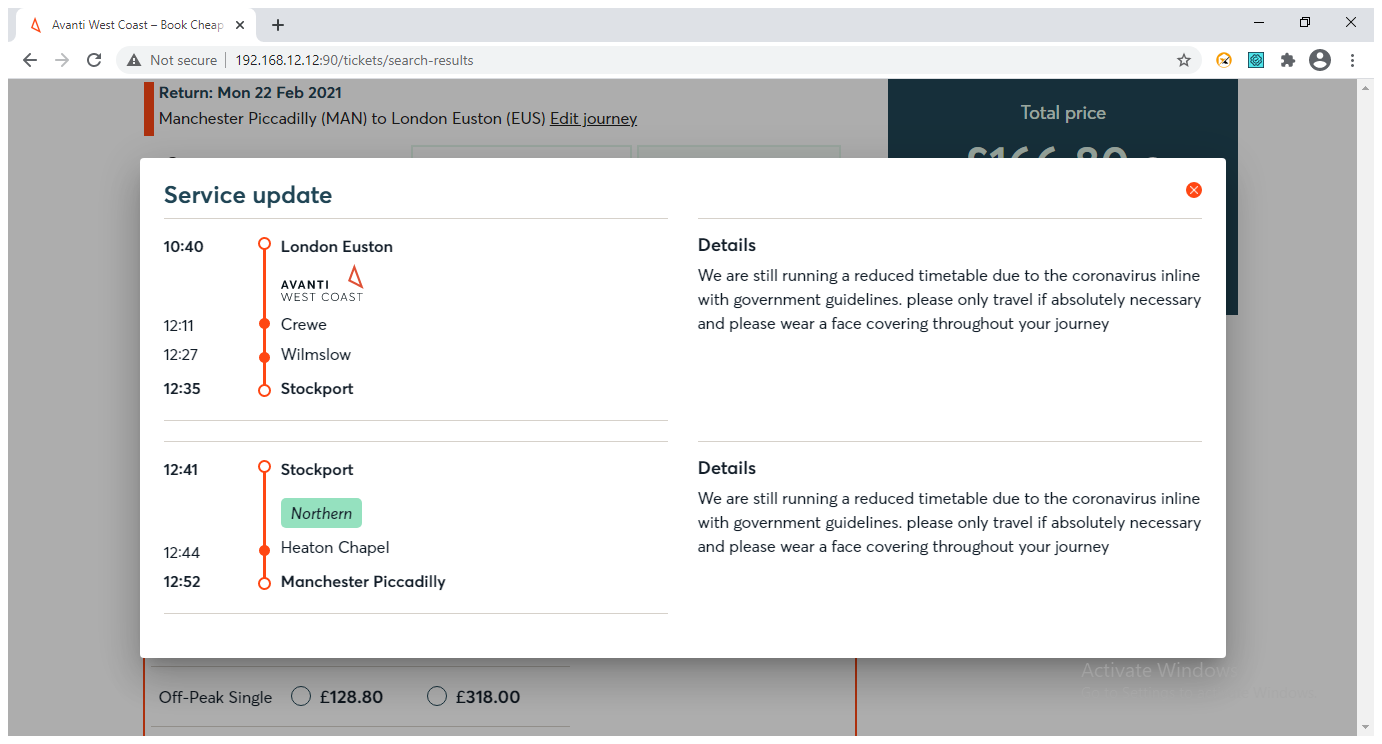 Avanti West Coast – Book Cheap
Not secure
192.168.12.12:90/tickets/search-results
Return: Mon 22 Feb 2021
Manchester Piccadilly (MAN) to London Euston (EUS) Edit journey
Total price
Service update
10:40 London Euston
AVANTI
WEST COAST
12:11 Crewe
12:27 Wilmslow
12:35 Stockport
Details
We are still running a reduced timetable due to the coronavirus inline
with government guidelines. please only travel if absolutely necessary
and please wear a face covering throughout your journey
12:41 Stockport
Northern
12:44 Heaton Chapel
12:52 Manchester Piccadilly
Details
We are still running a reduced timetable due to the coronavirus inline
with government guidelines. please only travel if absolutely necessary
and please wear a face covering throughout your journey
Activate Windows
Off-Peak Single £128.80 £318.00